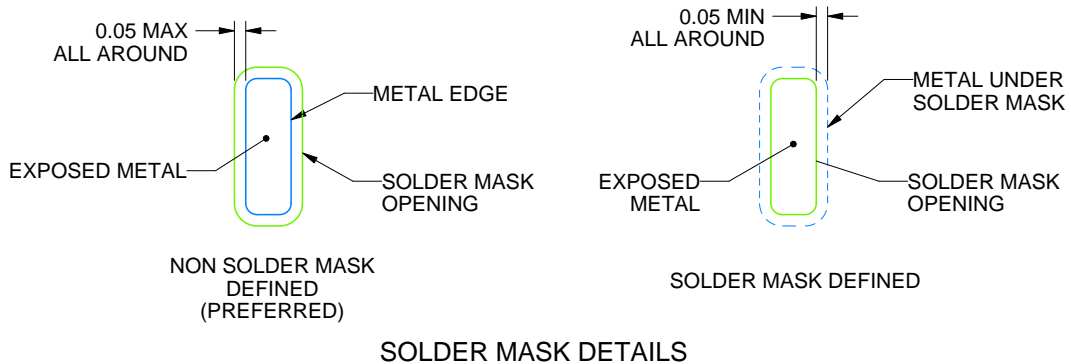 0.05 MAX
ALL AROUND
METAL EDGE
EXPOSED METAL
SOLDER MASK
OPENING
NON SOLDER MASK
DEFINED
(PREFERRED)
0.05 MIN
ALL AROUND
METAL UNDER
SOLDER MASK
EXPOSED
METAL
SOLDER MASK
OPENING
SOLDER MASK DEFINED
SOLDER MASK DETAILS